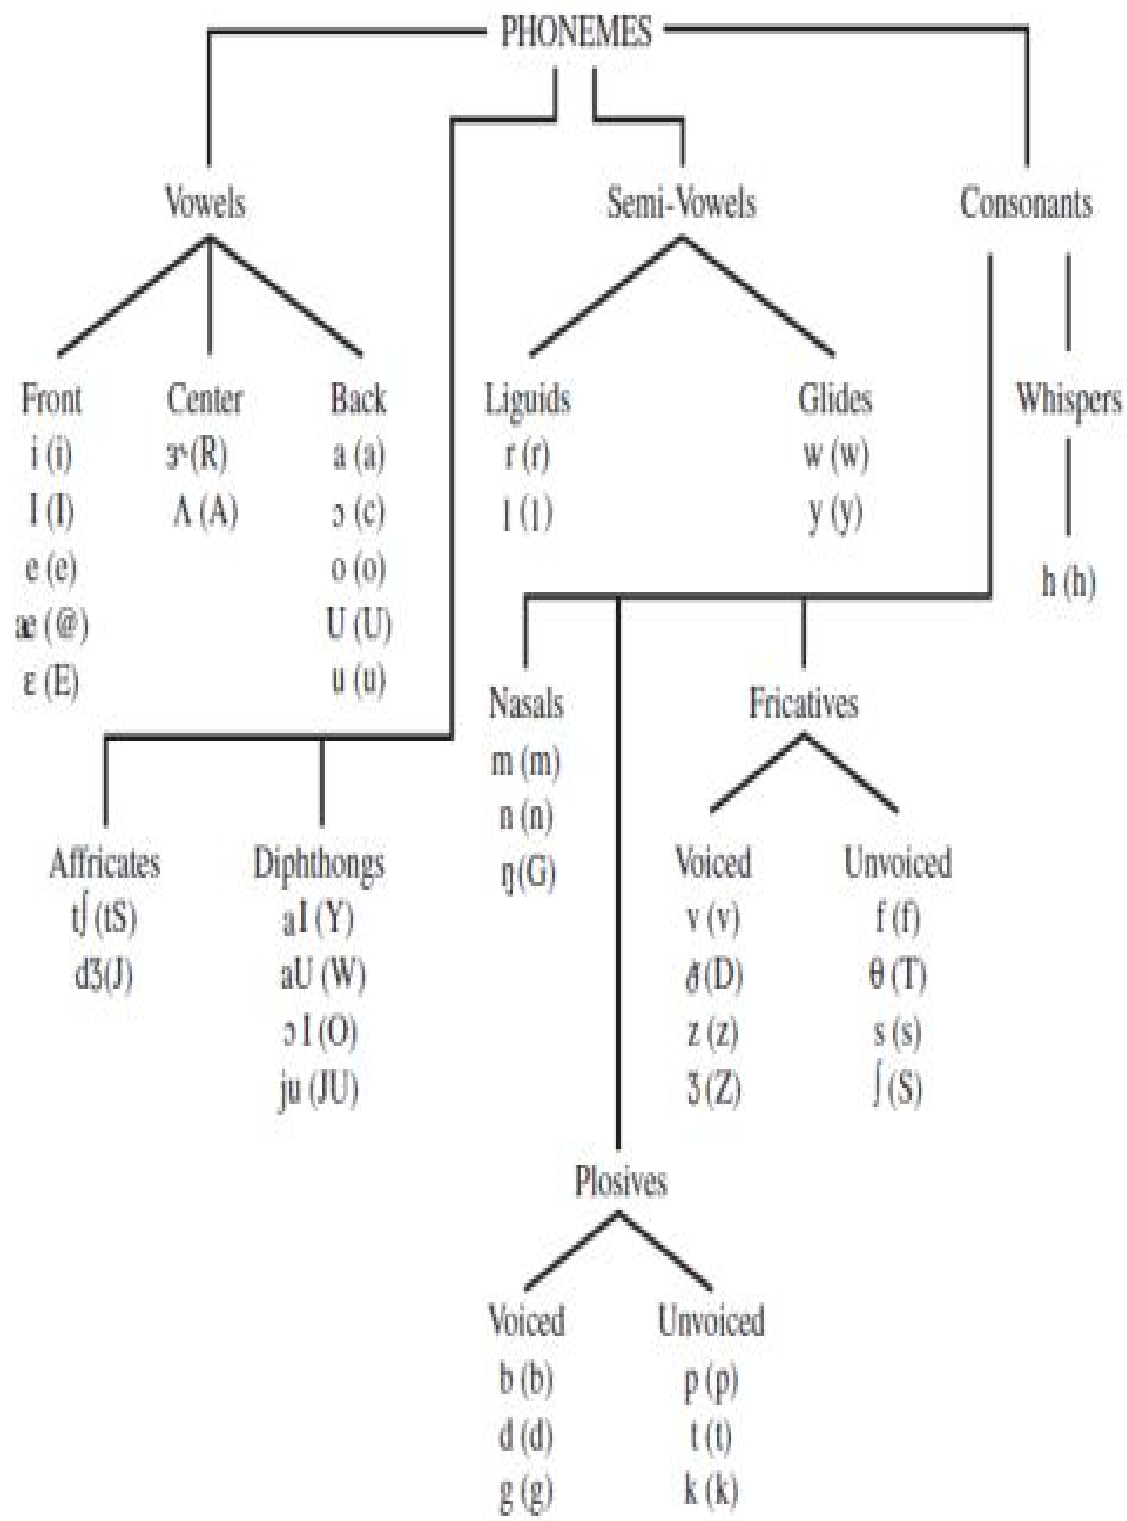 PHONEMES
Vowels
Semi-Vowels
Consonants
Front
Center
Back
Liguids
Glides
Whispers
i (i)
ɝ (R)
a (a)
r (r)
w (w)
I (I)
Λ (A)
ɔ (c)
l (l)
y (y)
e (e)
o (o)
h (h)
æ (@)
U (U)
ε (E)
u (u)
Nasals
Fricatives
m (m)
n (n)
ŋ (G)
Affricates
Diphthongs
Voiced
Unvoiced
t∫ (tS)
aI (Y)
v (v)
f (f)
dʒ (J)
aU (W)
ð (D)
θ (T)
ɔI (O)
z (z)
s (s)
ju (JU)
ʒ (Z)
∫ (S)
Plosives
Voiced
Unvoiced
b (b)
p (p)
d (d)
t (t)
g (g)
k (k)